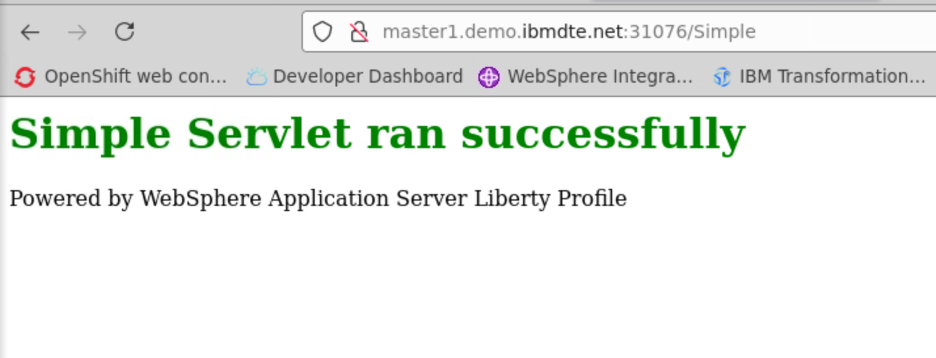 master1.demo.ibmdte.net:31076/Simple
OpenShift web con... Developer Dashboard WebSphere Integra... IBM Transformation...
Simple Servlet ran successfully
Powered by WebSphere Application Server Liberty Profile